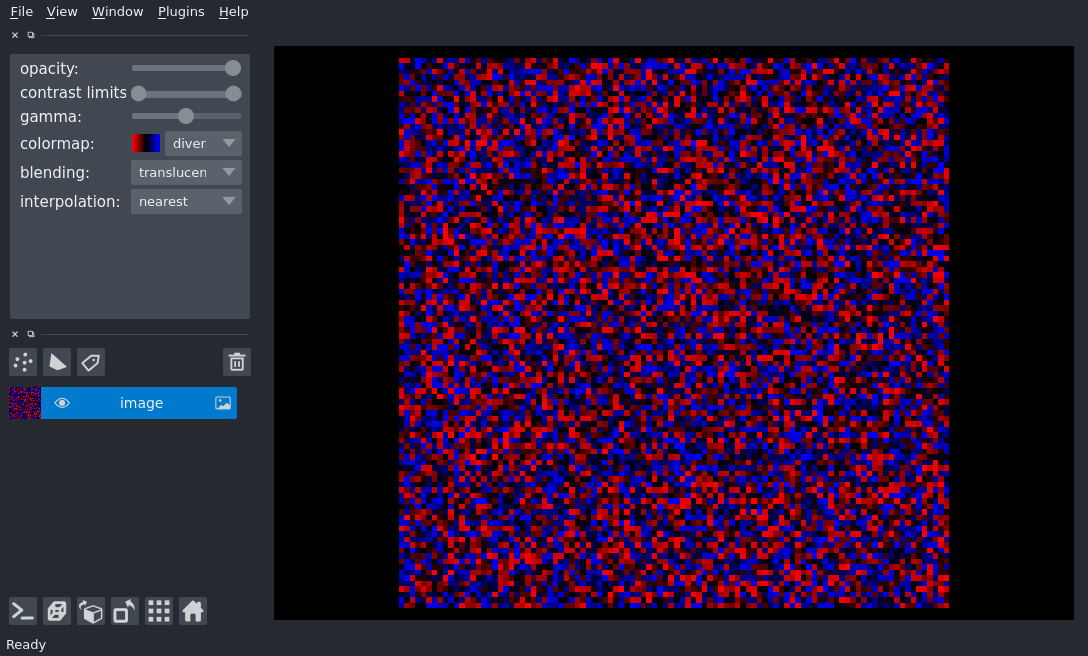 File View Window Plugins Help
opacity:
contrast limits
gamma:
colormap: diver
blending: translucen
interpolation: nearest
image
Ready